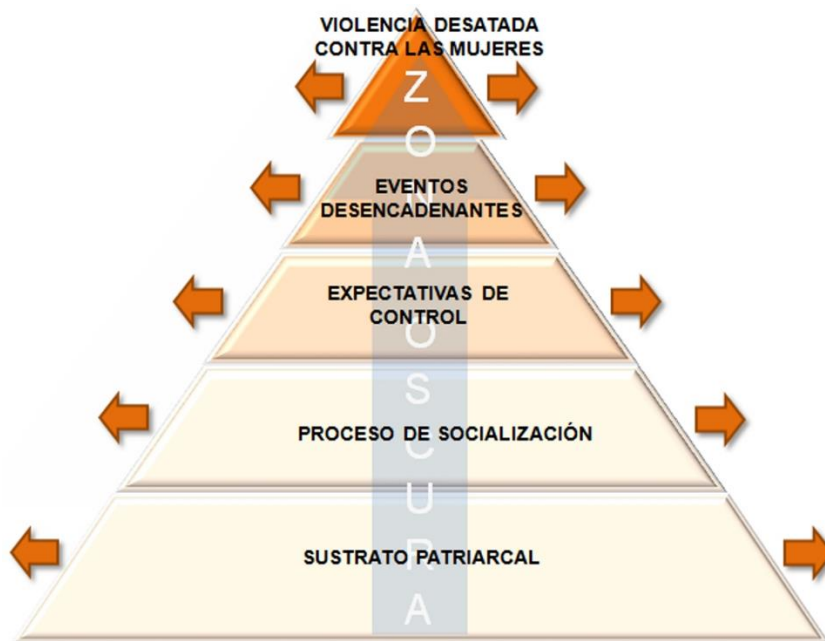 VIOLENCIA DESATADA
CONTRA LAS MUJERES
EVENTOS
DESENCADENANTES
EXPECTATIVAS DE
CONTROL
PROCESO DE SOCIALIZACIÓN
SUSTRATO PATRIARCAL
ZONA OSCURA